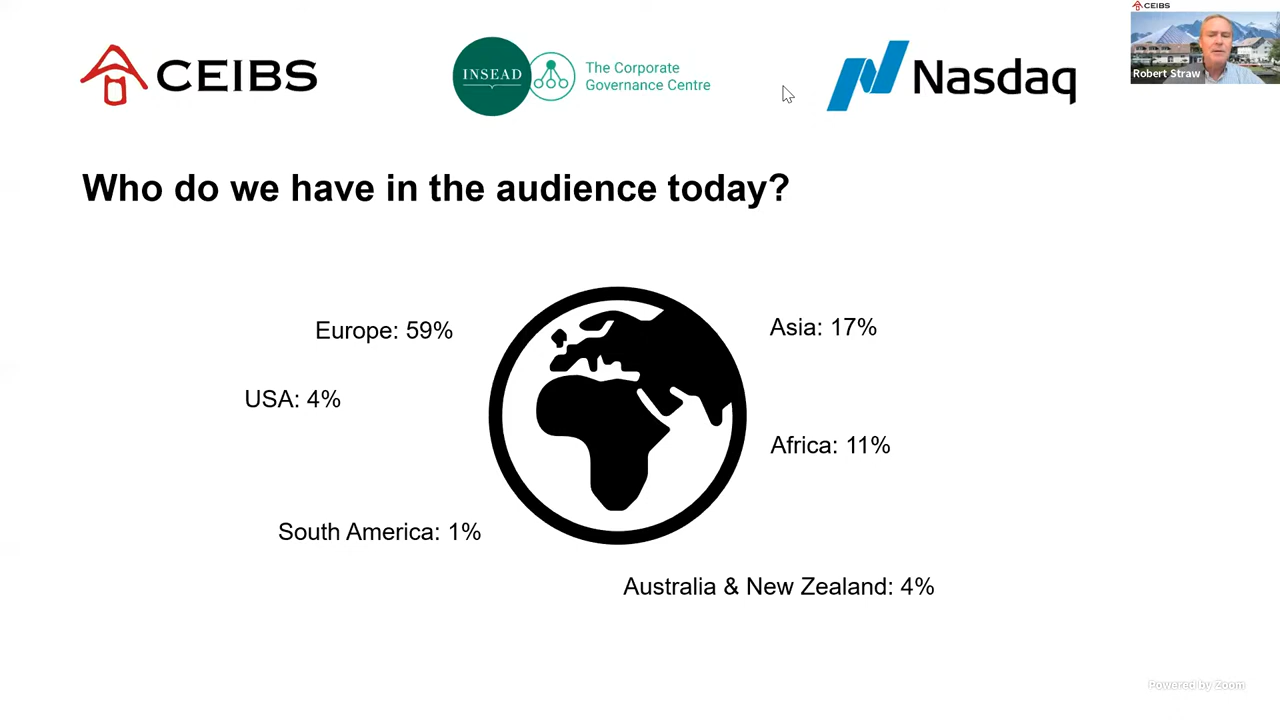 CEIBS
INSEAD
The Corporate
Governance Centre
Nasdaq
CEIBS
Robert Straw
Who do we have in the audience today?
Europe: 59%
Asia: 17%
USA: 4%
Africa: 11%
South America: 1%
Australia & New Zealand: 4%
Powered by Zoom